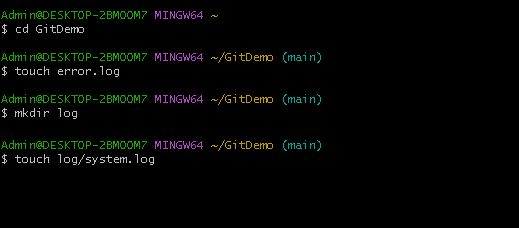 Admin@DESKTOP-2BMOOM7 MINGW64 ~
$ cd GitDemo
Admin@DESKTOP-2BMOOM7 MINGW64 ~/GitDemo (main)
$ touch error.log
Admin@DESKTOP-2BMOOM7 MINGW64 ~/GitDemo (main)
$ mkdir log
Admin@DESKTOP-2BMOOM7 MINGW64 ~/GitDemo (main)
$ touch log/system.log